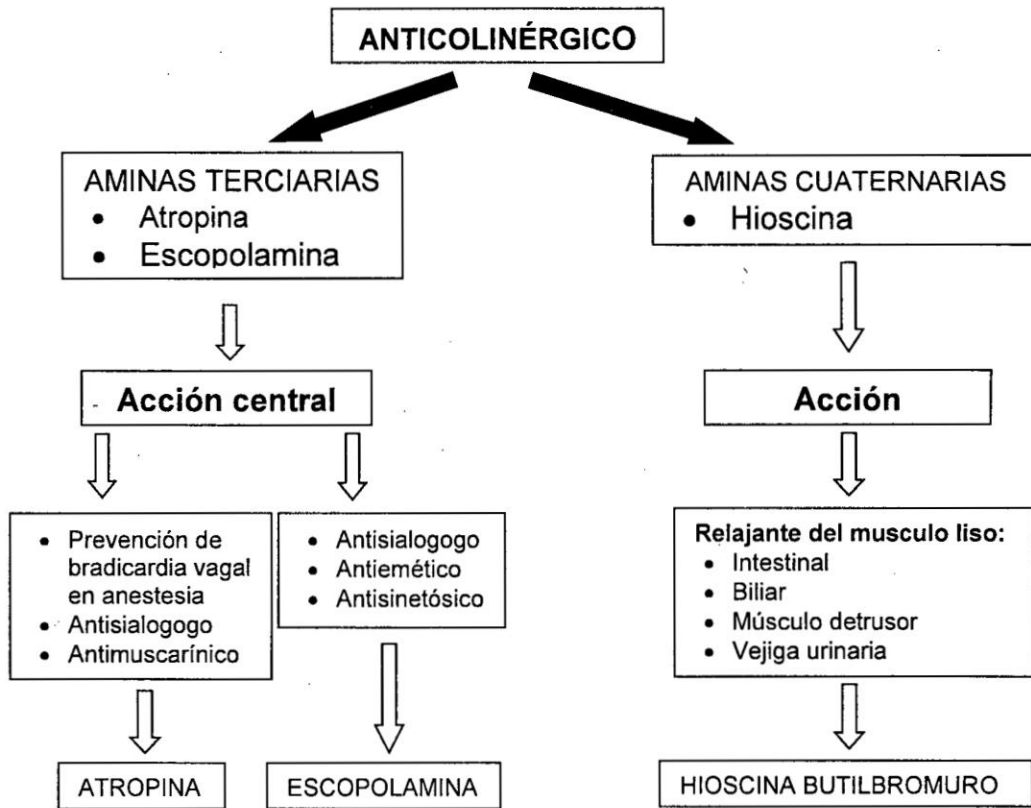 ANTICOLINÉRGICO
AMINAS TERCIARIAS
• Atropina
• Escopolamina
AMINAS CUATERNARIAS
• Hioscina
Acción central
Acción
• Prevención de
bradicardia vagal
en anestesia
• Antisialogogo
• Antimuscarínico
• Antisialogogo
• Antiemético
• Antisinetósico
Relajante del musculo liso:
• Intestinal
• Biliar
• Músculo detrusor
• Vejiga urinaria
ATROPINA
ESCOPOLAMINA
HIOSCINA BUTILBROMURO